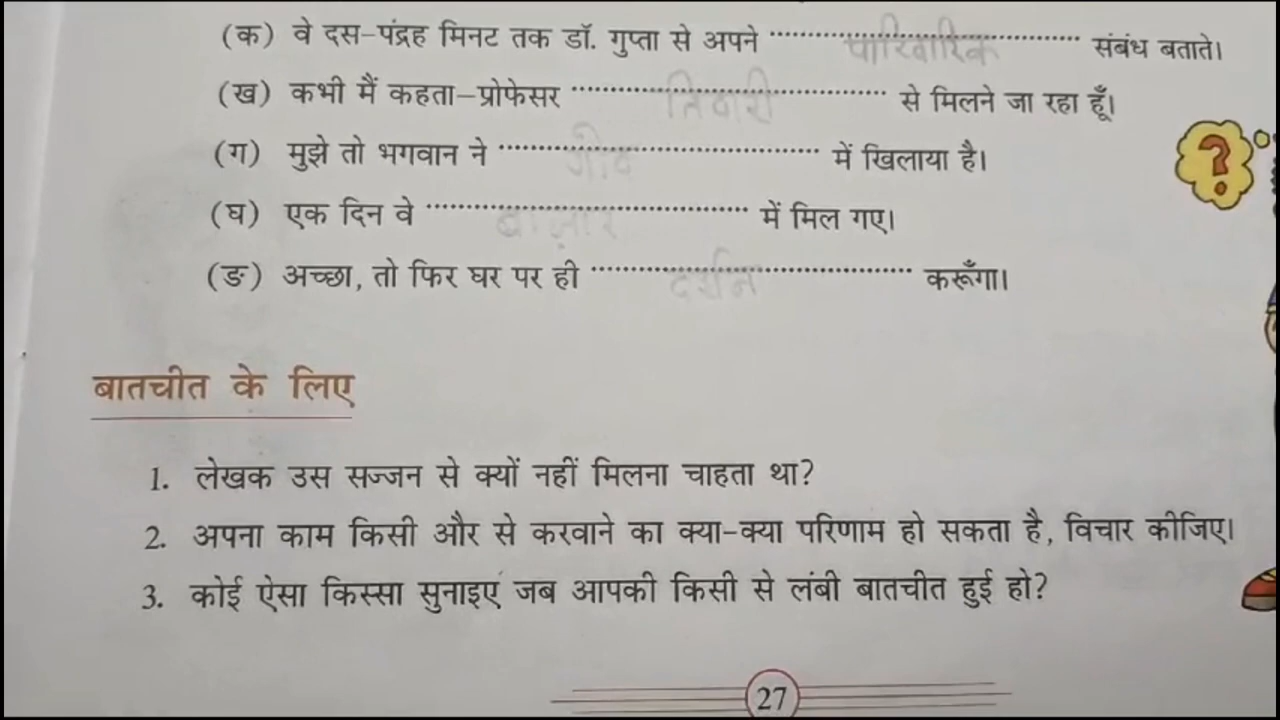 (क) वे दस-पंद्रह मिनट तक डॉ. गुप्ता से अपने पारिवारिक संबंध बताते।
(ख) कभी मैं कहता—प्रोफेसर तिवारी से मिलने जा रहा हूँ।
(ग) मुझे तो भगवान ने गोद में खिलाया है।
(घ) एक दिन वे बाज़ार में मिल गए।
(ङ) अच्छा, तो फिर घर पर ही दर्शन करूँगा।
?
बातचीत के लिए
1. लेखक उस सज्जन से क्यों नहीं मिलना चाहता था?
2. अपना काम किसी और से करवाने का क्या-क्या परिणाम हो सकता है, विचार कीजिए।
3. कोई ऐसा किस्सा सुनाइए जब आपकी किसी से लंबी बातचीत हुई हो?
27